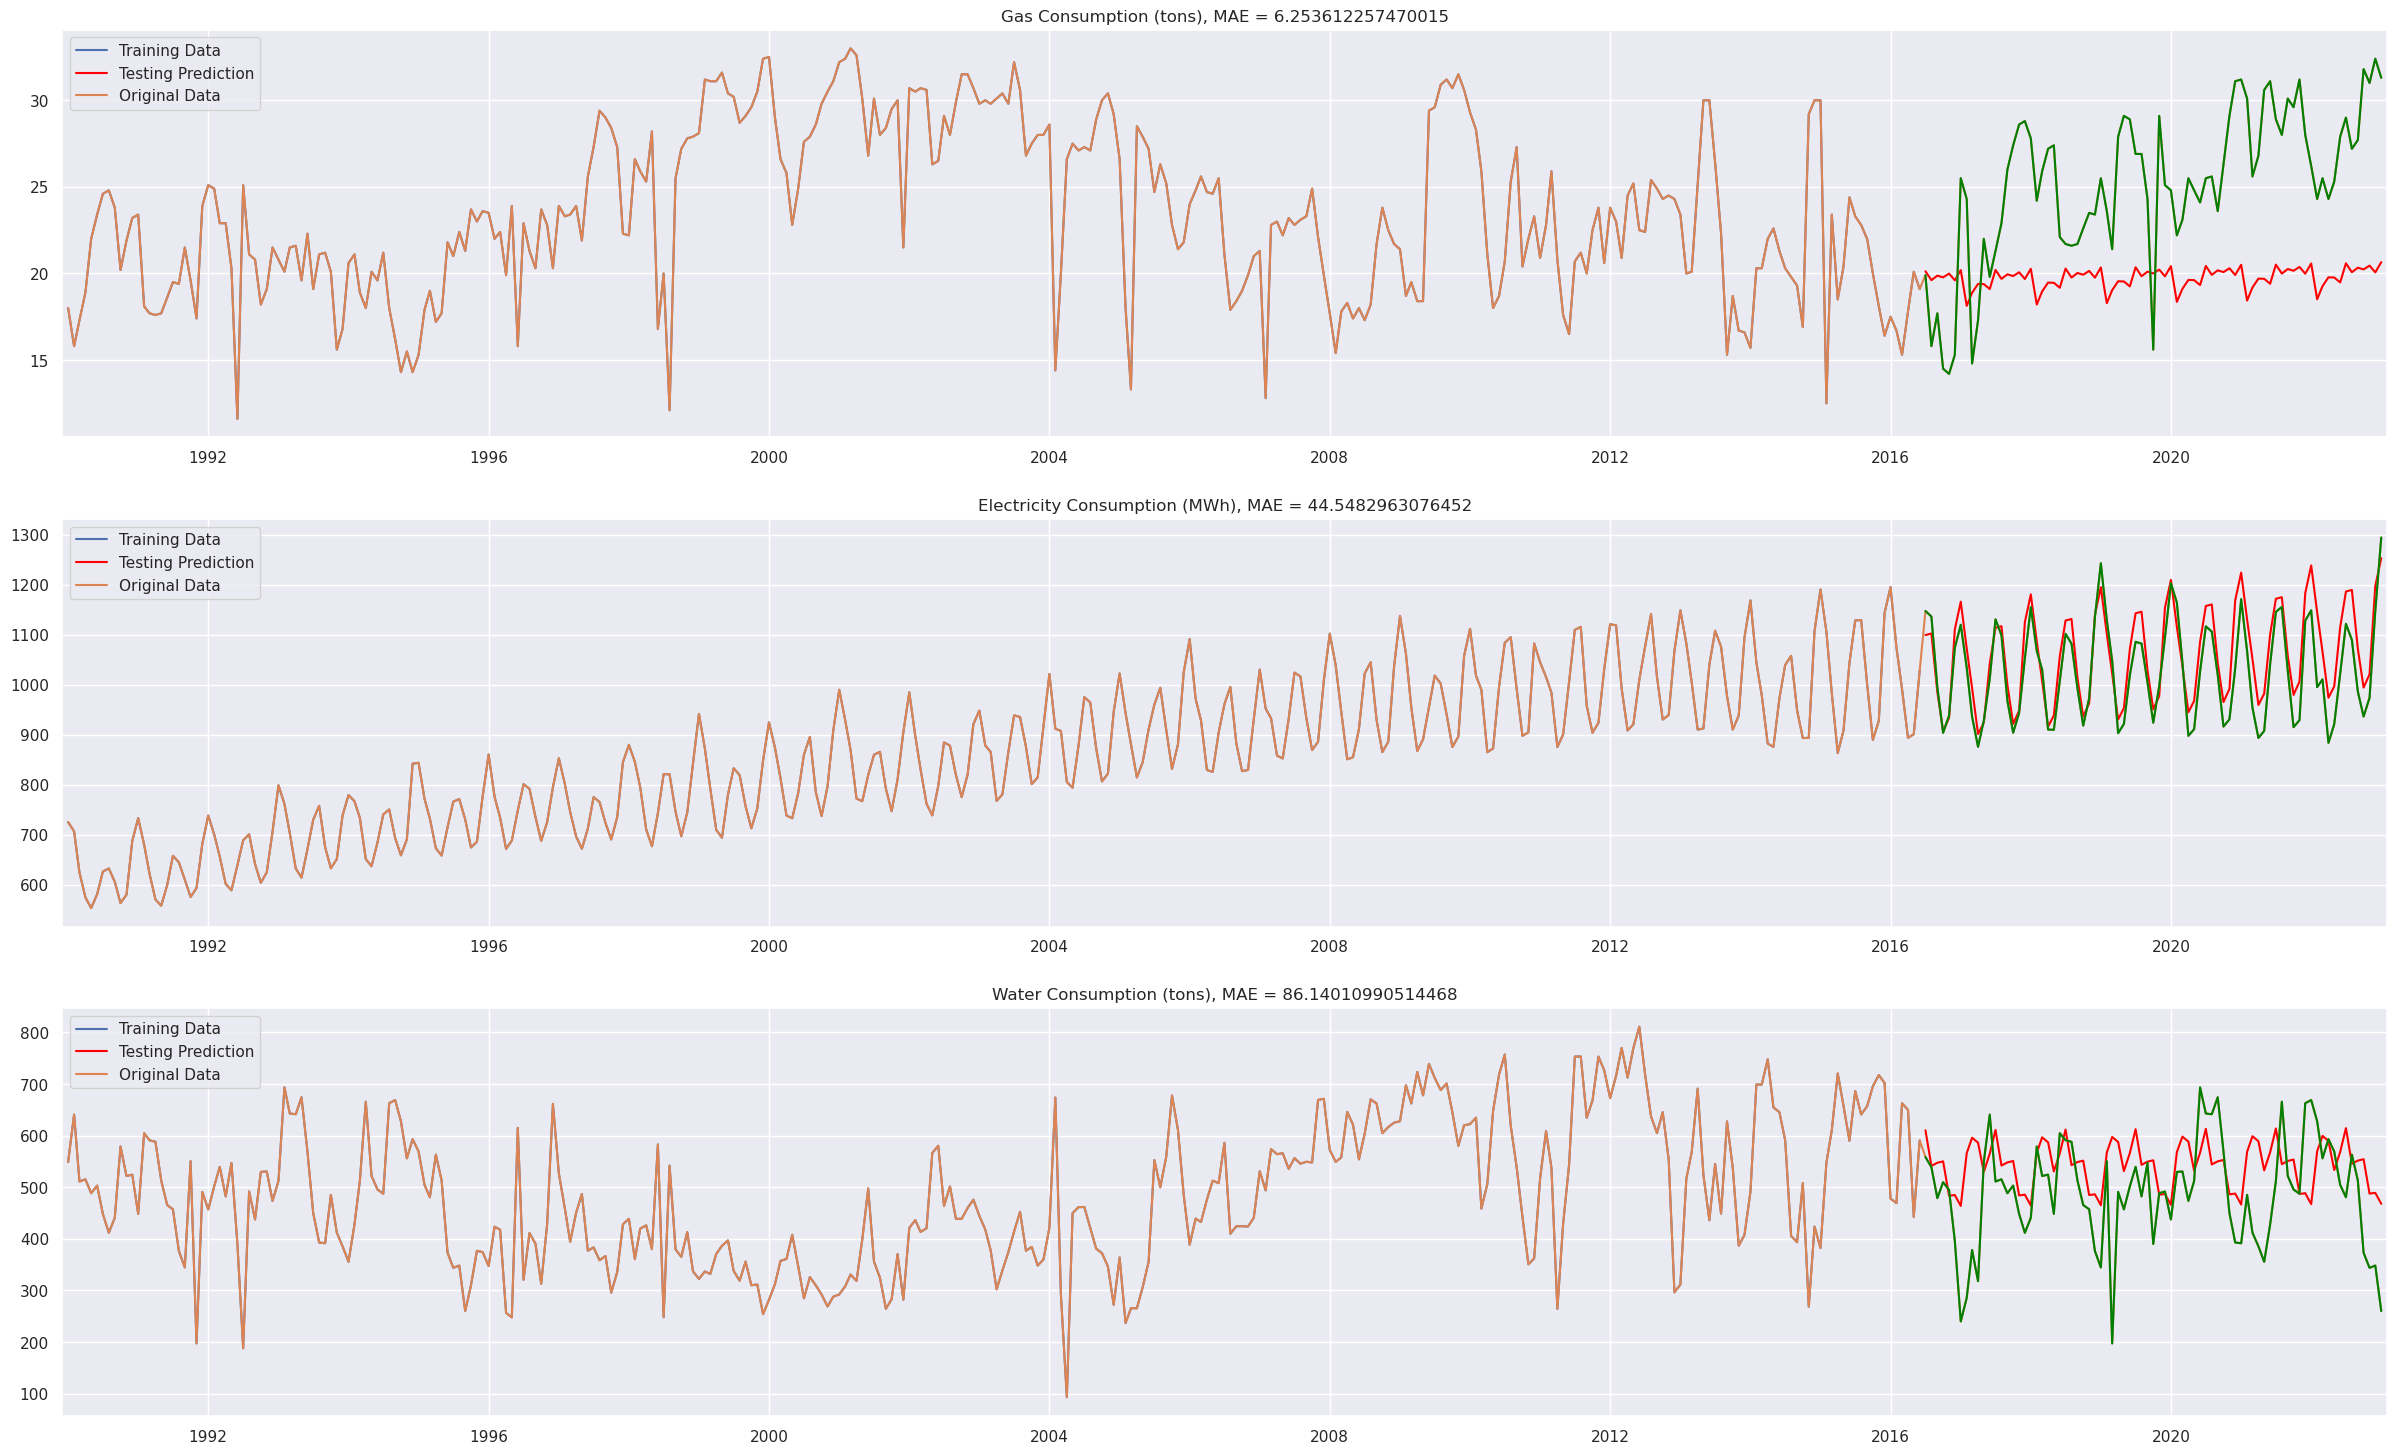 Gas Consumption (tons), MAE = 6.253612257470015
Training Data
Testing Prediction
Original Data
30
25
20
15
1992 1996 2000 2004 2008 2012 2016 2020
Electricity Consumption (MWh), MAE = 44.5482963076452
Training Data
Testing Prediction
Original Data
1300
1200
1100
1000
900
800
700
600
1992 1996 2000 2004 2008 2012 2016 2020
Water Consumption (tons), MAE = 86.14010990514468
Training Data
Testing Prediction
Original Data
800
700
600
500
400
300
200
100
1992 1996 2000 2004 2008 2012 2016 2020